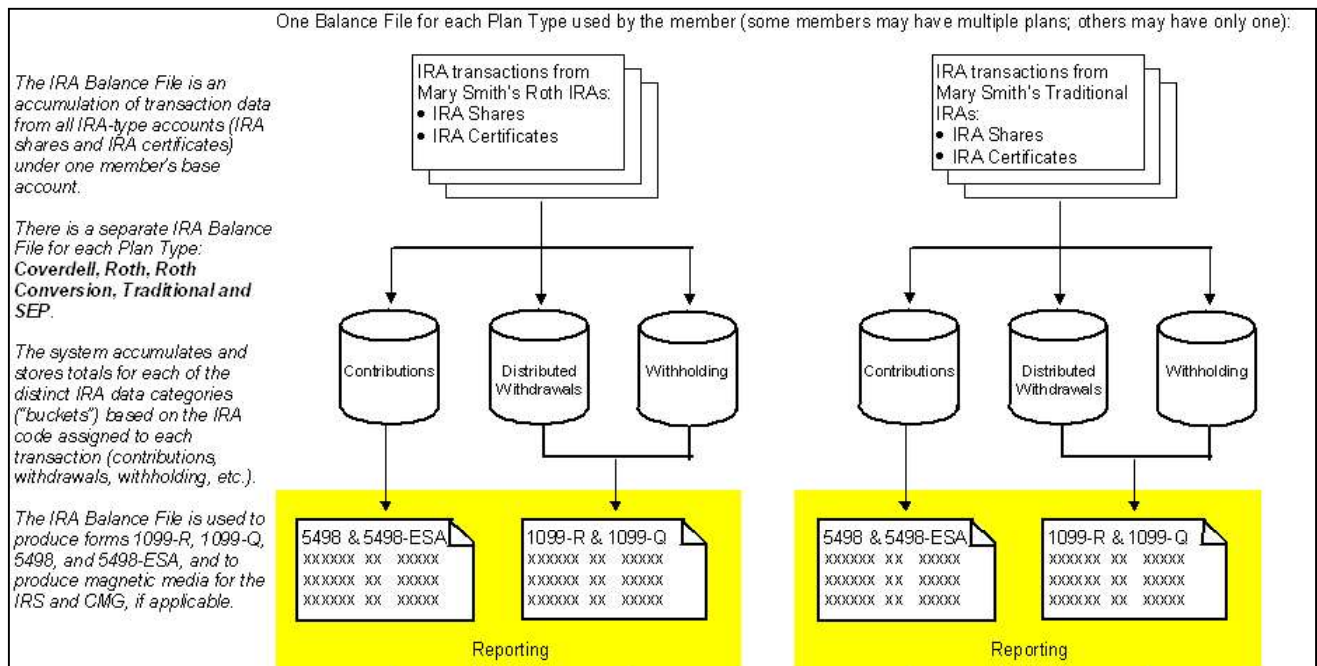 One Balance File for each Plan Type used by the member (some members may have multiple plans; others may have only one):
The IRA Balance File is an
accumulation of transaction data
from all IRA-type accounts (IRA
shares and IRA certificates)
under one member's base
account.
There is a separate IRA Balance
File for each Plan Type:
Coverdell, Roth, Roth
Conversion, Traditional and
SEP.
The system accumulates and
stores totals for each of the
distinct IRA data categories
("buckets") based on the IRA
code assigned to each
transaction (contributions,
withdrawals, withholding, etc.).
The IRA Balance File is used to
produce forms 1099-R, 1099-Q,
5498, and 5498-ESA, and to
produce magnetic media for the
IRS and CMG, if applicable.
IRA transactions from
Mary Smith's Roth IRAs:
• IRA Shares
• IRA Certificates
Contributions
Distributed
Withdrawals
Withholding
5498 & 5498-ESA
xxxxxx xx xxxxx
xxxxxx xx xxxxx
xxxxxx xx xxxxx
1099-R & 1099-Q
xxxxxx xx xxxxx
xxxxxx xx xxxxx
xxxxxx xx xxxxx
Reporting
IRA transactions from
Mary Smith's Traditional
IRAs:
• IRA Shares
• IRA Certificates
Contributions
Distributed
Withdrawals
Withholding
5498 & 5498-ESA
xxxxxx xx xxxxx
xxxxxx xx xxxxx
xxxxxx xx xxxxx
1099-R & 1099-Q
xxxxxx xx xxxxx
xxxxxx xx xxxxx
xxxxxx xx xxxxx
Reporting